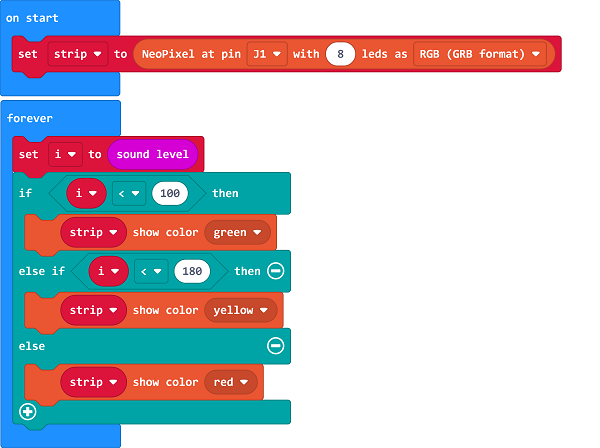 on start
set strip to NeoPixel at pin J1 with 8 leds as RGB (GRB format)
forever
set i to sound level
if i < 100 then
strip show color green
else if i < 180 then
strip show color yellow
else
strip show color red